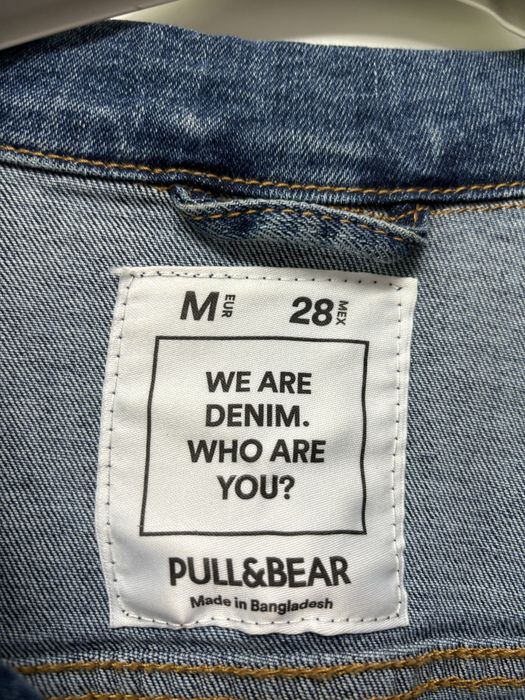 M EUR 28 MEX
WE ARE
DENIM.
WHO ARE
YOU?
PULL&BEAR
Made in Bangladesh